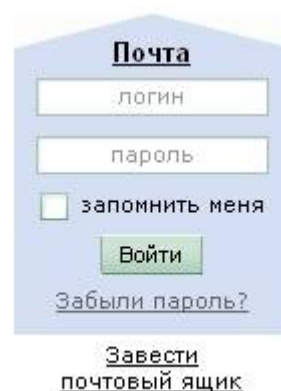 Почта
логин
пароль
запомнить меня
Войти
Забыли пароль?
Завести
почтовый ящик